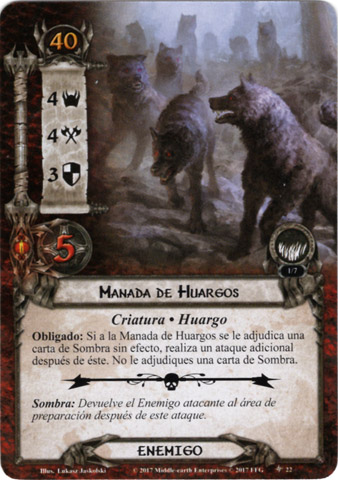 40
4
4
3
5
1/7
MANADA DE HUARGOS
Criatura • Huargo
Obligado: Si a la Manada de Huargos se le adjudica una
carta de Sombra sin efecto, realiza un ataque adicional
después de éste. No le adjudiques una carta de Sombra.
Sombra: Devuelve el Enemigo atacante al área de
preparación después de este ataque.
ENEMIGO
Illus. Lukasz Jaskolski © 2017 Middle-earth Enterprises © 2017 FFG 22